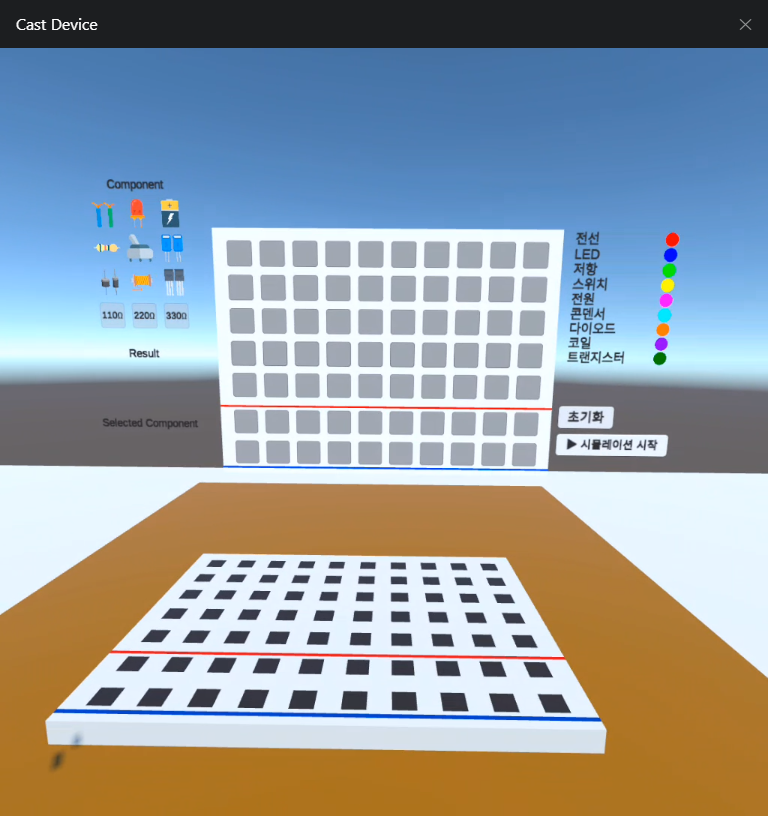 Cast Device
Component
110Ω
220Ω
330Ω
Result
Selected Component
전선
LED
저항
스위치
전원
콘덴서
다이오드
코일
트랜지스터
초기화
▶ 시뮬레이션 시작